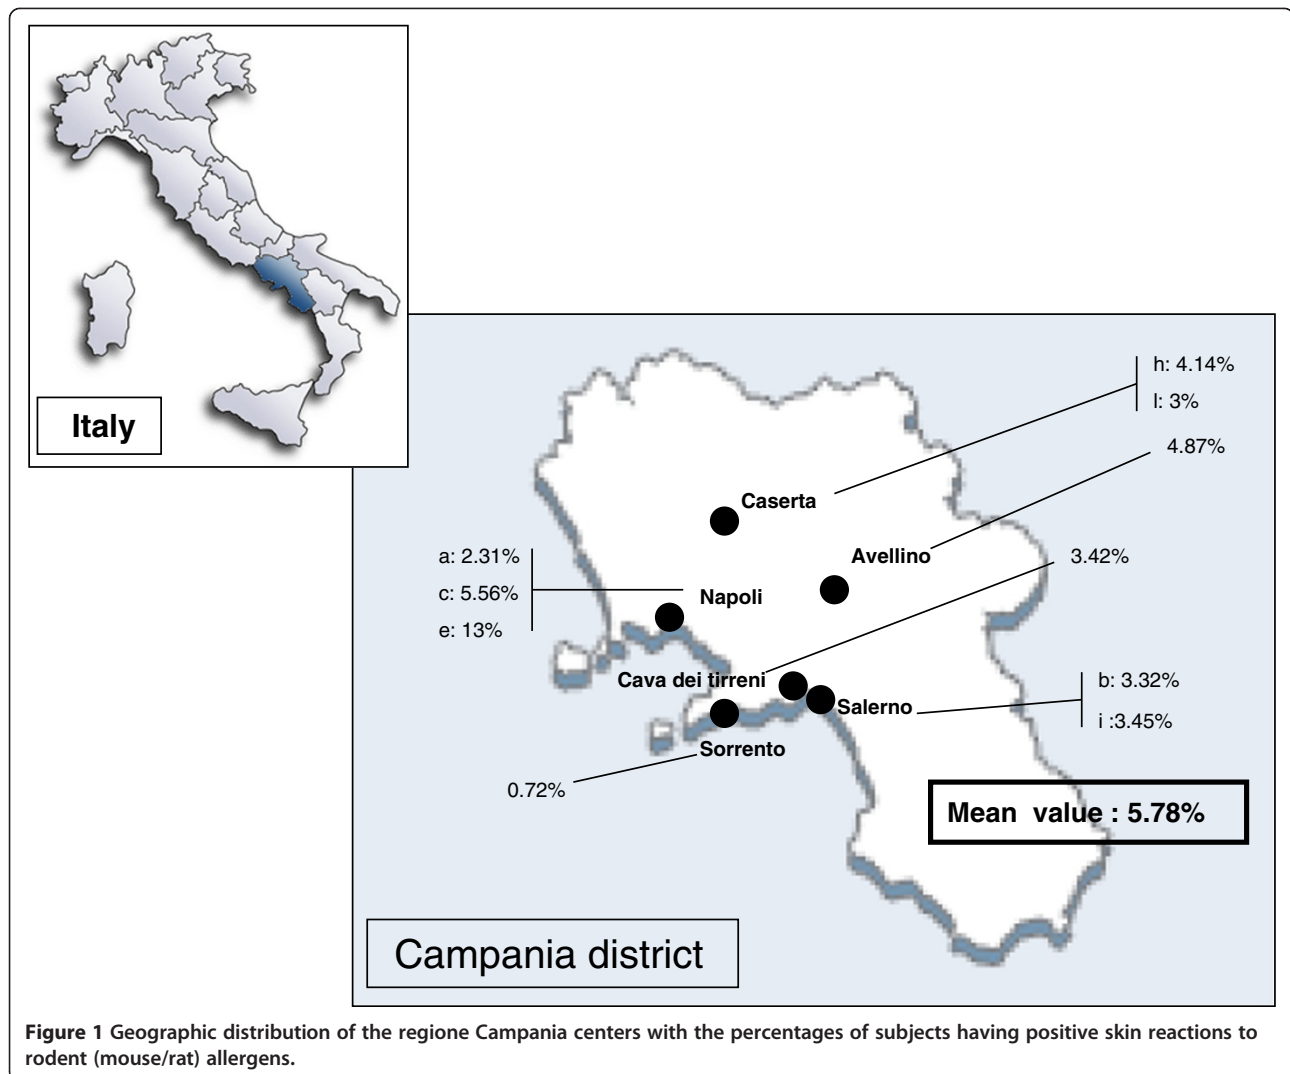 Italy
h: 4.14%
l: 3%
4.87%
Caserta
Avellino
3.42%
a: 2.31%
c: 5.56%
e: 13%
Napoli
Cava dei tirreni
Salerno
b: 3.32%
i :3.45%
Sorrento
0.72%
Mean value : 5.78%
Campania district
Figure 1 Geographic distribution of the regione Campania centers with the percentages of subjects having positive skin reactions to
rodent (mouse/rat) allergens.